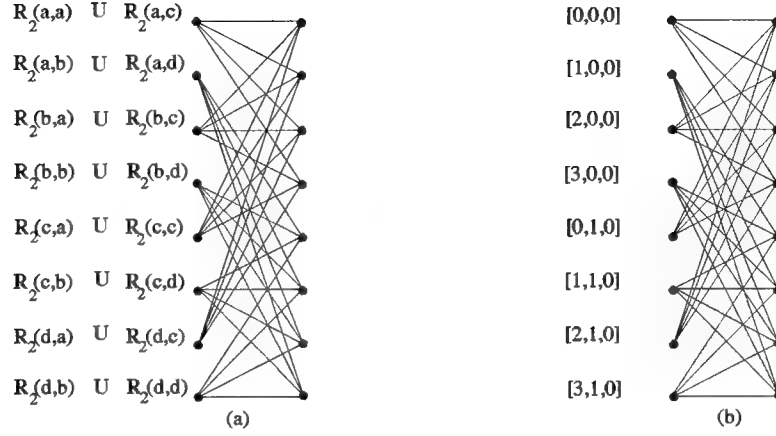 R2(a,a) U R2(a,c) [0,0,0]
R2(a,b) U R2(a,d) [1,0,0]
R2(b,a) U R2(b,c) [2,0,0]
R2(b,b) U R2(b,d) [3,0,0]
R2(c,a) U R2(c,c) [0,1,0]
R2(c,b) U R2(c,d) [1,1,0]
R2(d,a) U R2(d,c) [2,1,0]
R2(d,b) U R2(d,d) [3,1,0]
(a) (b)